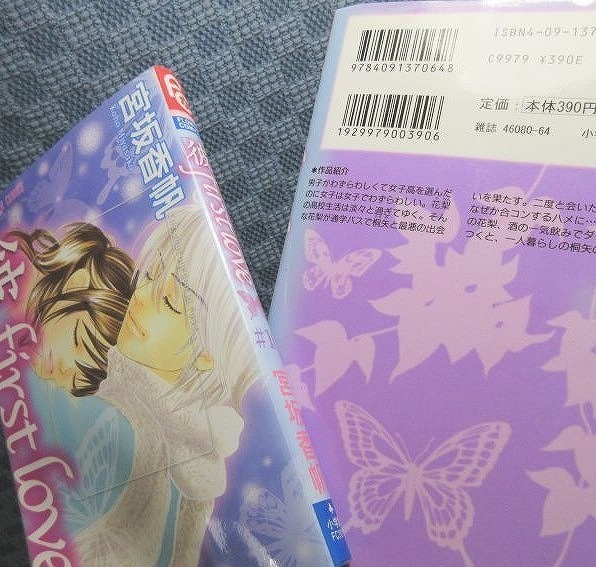 宮坂香帆
Kaho Miyasaka
first love
#1
宮坂香帆
first love
ISBN4-09-137
C9979 ¥390E
9784091370648
1929979003906
定価：本体390円
雑誌 46080-64
＊作品紹介
男子がわずらわしくて女子高を選んだ
のに女子は女子でわずらわしい。花梨
の高校生活は淡々と過ぎてゆく。そん
な花梨が通学バスで桐矢と最悪の出会
いを果たす。二度と会いた
なぜか合コンするハメに…
の花梨、酒の一気飲みでダ
つくと、一人暮らしの桐矢の